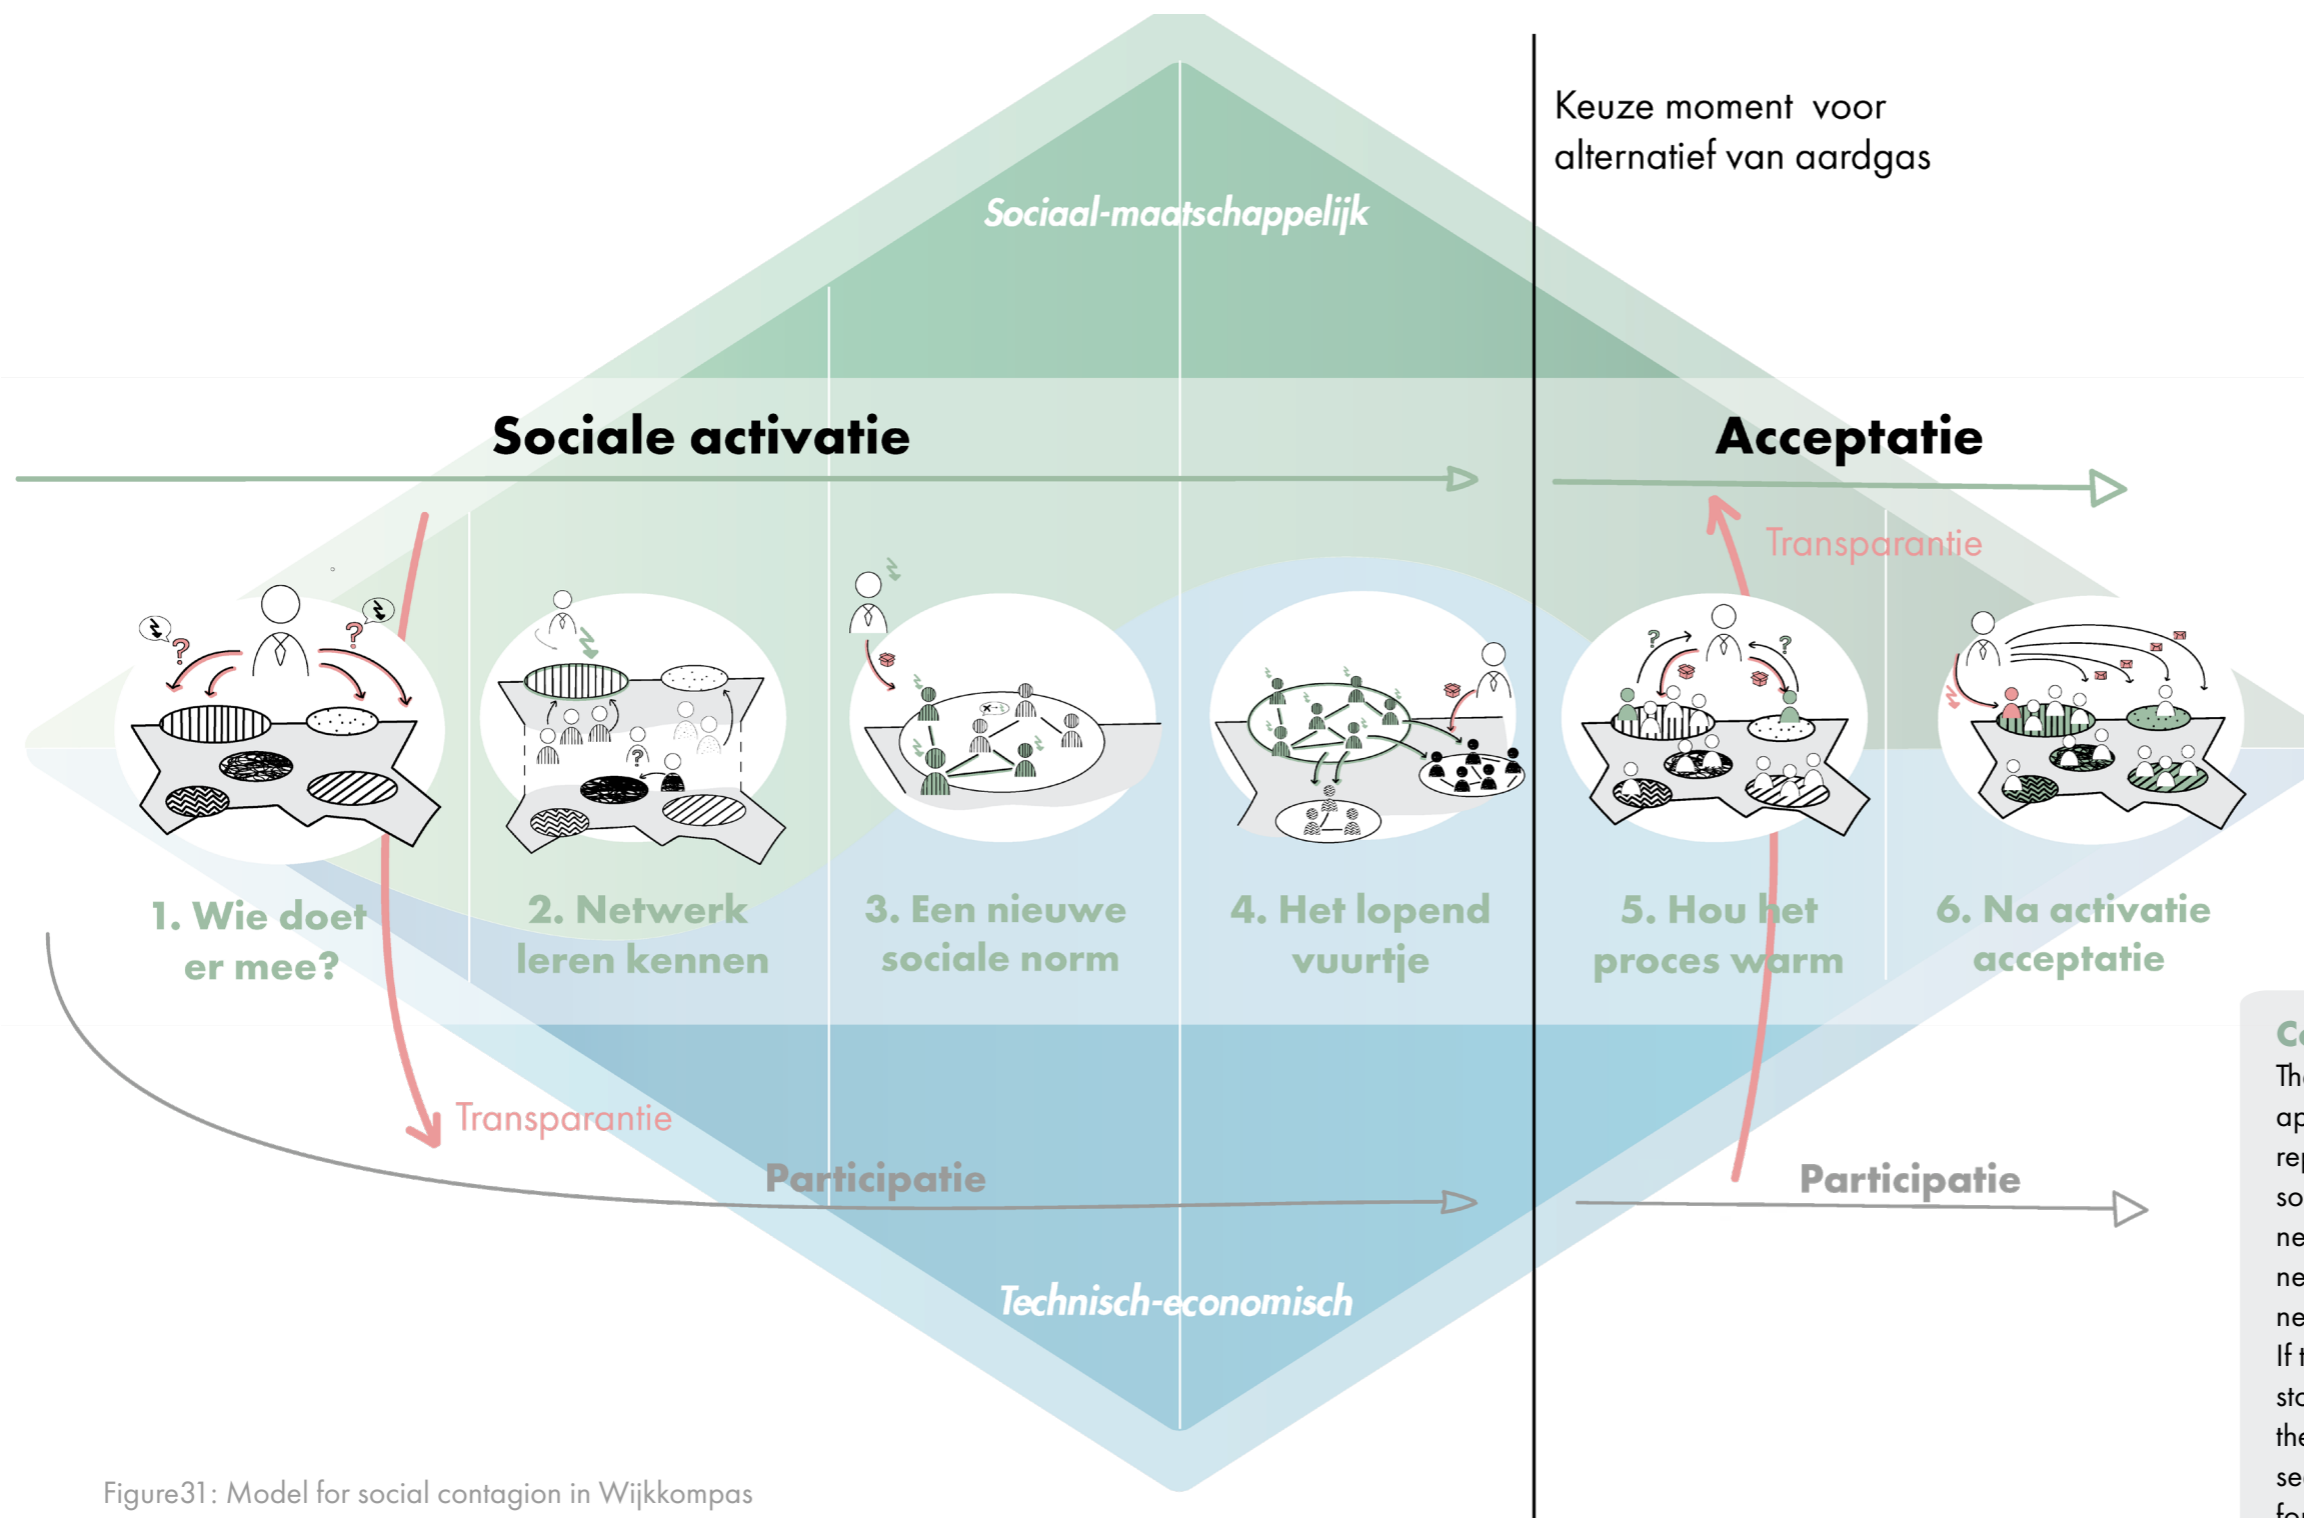 Keuze moment voor
alternatief van aardgas
Sociaal-maatschappelijk
Sociale activatie
Acceptatie
Transparantie
1. Wie doet
er mee?
2. Netwerk
leren kennen
3. Een nieuwe
sociale norm
4. Het lopend
vuurtje
5. Hou het
proces warm
6. Na activatie
acceptatie
Transparantie
Participatie
Participatie
Technisch-economisch
If
Figure31: Model for social contagion in Wijkkompas